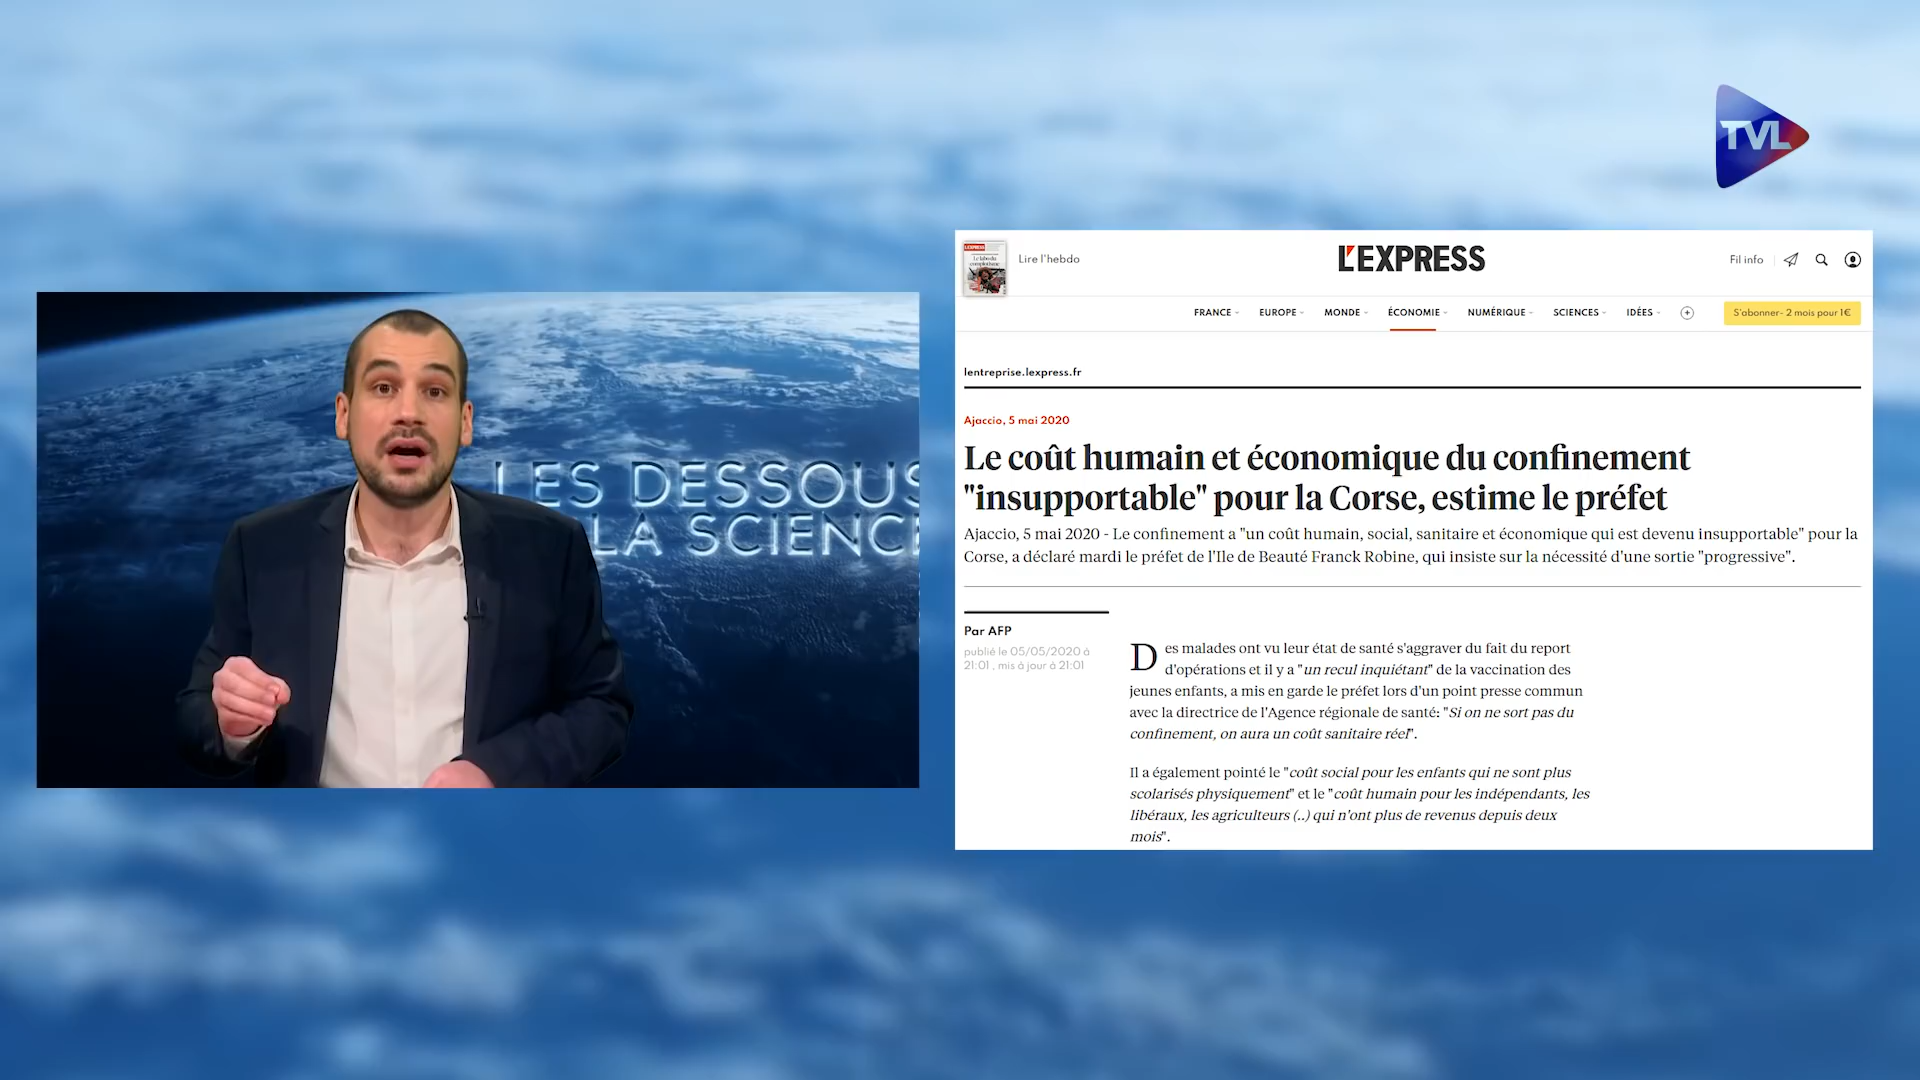 TVL
LES DESSOUS
LA SCIENCE
L'EXPRESS
Lire l'hebdo
L'EXPRESS
Fil info
FRANCE
EUROPE
MONDE
ÉCONOMIE
NUMÉRIQUE
SCIENCES
IDÉES
S'abonner- 2 mois pour 1€
lentreprise.lexpress.fr
Ajaccio, 5 mai 2020
Le coût humain et économique du confinement
"insupportable" pour la Corse, estime le préfet
Ajaccio, 5 mai 2020 - Le confinement a "un coût humain, social, sanitaire et économique qui est devenu insupportable" pour la
Corse, a déclaré mardi le préfet de l'Ile de Beauté Franck Robine, qui insiste sur la nécessité d'une sortie "progressive".
Par AFP
publié le 05/05/2020 à
21:01 , mis à jour à 21:01
Des malades ont vu leur état de santé s'aggraver du fait du report
d'opérations et il y a "un recul inquiétant" de la vaccination des
jeunes enfants, a mis en garde le préfet lors d'un point presse commun
avec la directrice de l'Agence régionale de santé: "Si on ne sort pas du
confinement, on aura un coût sanitaire réel".
Il a également pointé le "coût social pour les enfants qui ne sont plus
scolarisés physiquement" et le "coût humain pour les indépendants, les
libéraux, les agriculteurs (..) qui n'ont plus de revenus depuis deux
mois".